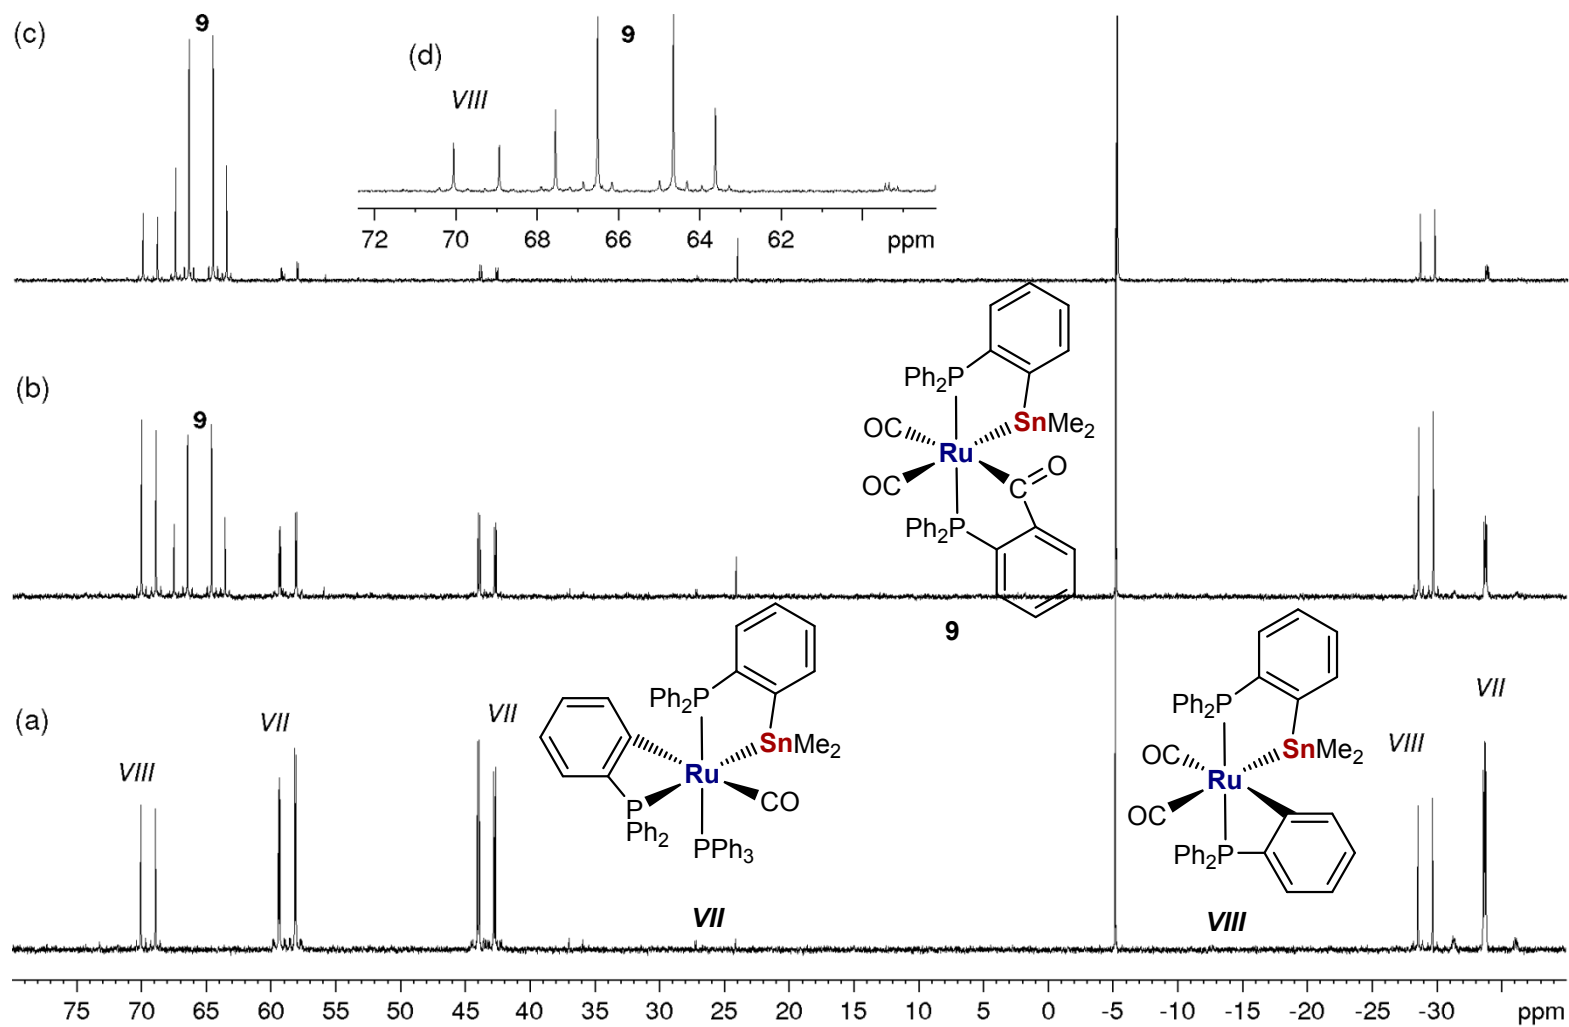 (c)
9
(d)
9
VIII
72 70 68 66 64 62 ppm
(b)
9
Ph2P
OC
SnMe2
Ru
O
C
OC
Ph2P
9
(a)
VIII
VII
VII
Ph2P
SnMe2
Ru
CO
P
Ph2
PPh3
VII
Ph2P
OC
SnMe2
Ru
OC
Ph2P
VIII
VIII
VII
75 70 65 60 55 50 45 40 35 30 25 20 15 10 5 0 -5 -10 -15 -20 -25 -30 ppm